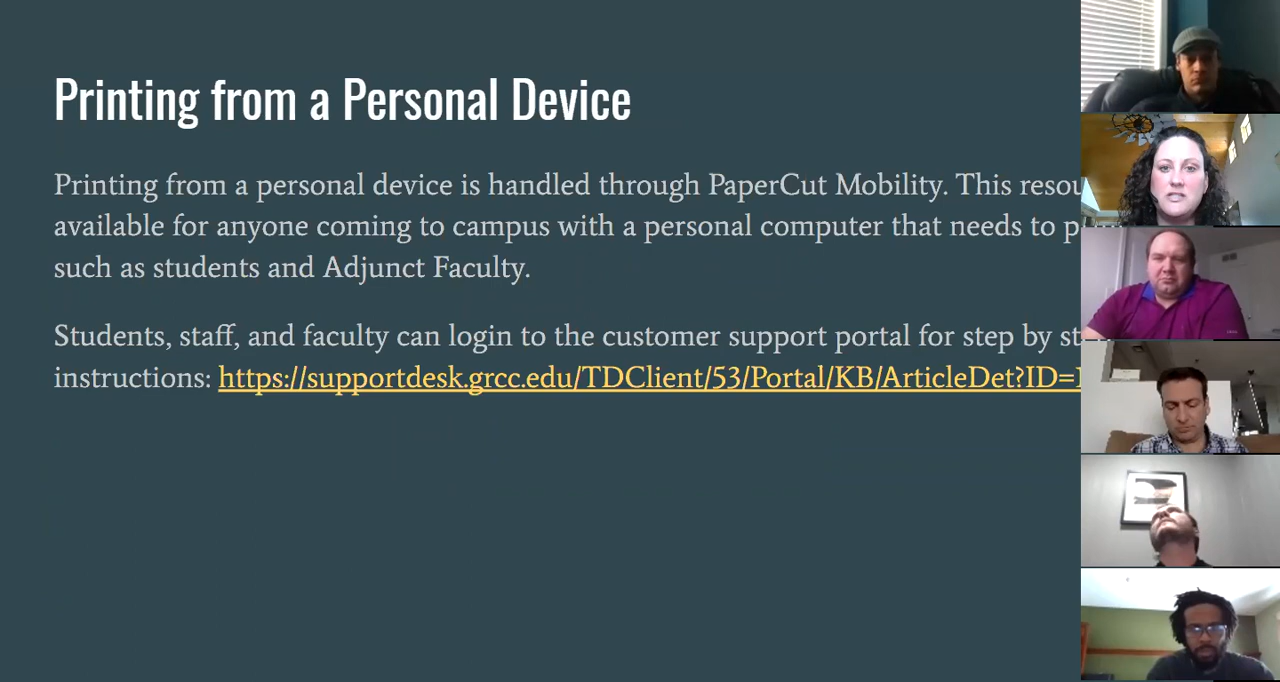 Printing from a Personal Device
Printing from a personal device is handled through PaperCut Mobility. This
available for anyone coming to campus with a personal computer that needs to
such as students and Adjunct Faculty.
Students, staff, and faculty can login to the customer support portal for step by
instructions: https://supportdesk.grcc.edu/TDClient/53/Portal/KB/ArticleDet?ID=